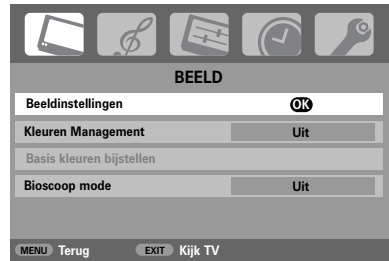 BEELD
Beeldinstellingen OK
Kleuren Management Uit
Basis kleuren bijstellen
Bioscoop mode Uit
MENU Terug EXIT Kijk TV